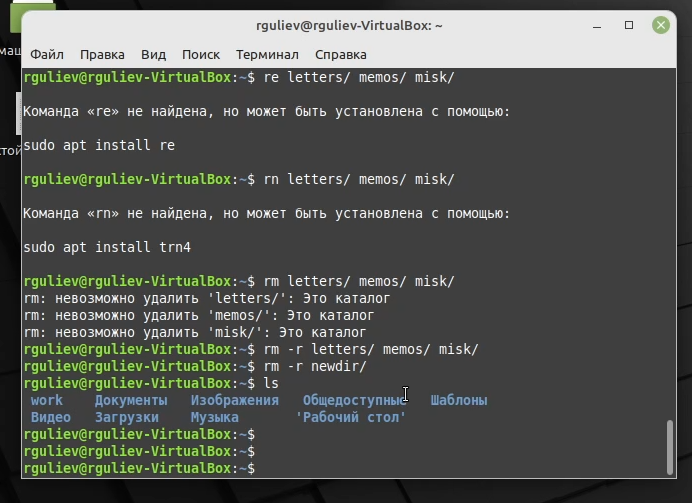 rguliev@rguliev-VirtualBox: ~
Файл Правка Вид Поиск Терминал Справка
rguliev@rguliev-VirtualBox:~$ re letters/ memos/ misk/
Команда «re» не найдена, но может быть установлена с помощью:
sudo apt install re
rguliev@rguliev-VirtualBox:~$ rn letters/ memos/ misk/
Команда «rn» не найдена, но может быть установлена с помощью:
sudo apt install trn4
rguliev@rguliev-VirtualBox:~$ rm letters/ memos/ misk/
rm: невозможно удалить 'letters/': Это каталог
rm: невозможно удалить 'memos/': Это каталог
rm: невозможно удалить 'misk/': Это каталог
rguliev@rguliev-VirtualBox:~$ rm -r letters/ memos/ misk/
rguliev@rguliev-VirtualBox:~$ rm -r newdir/
rguliev@rguliev-VirtualBox:~$ ls
work Документы Изображения Общедоступные Шаблоны
Видео Загрузки Музыка 'Рабочий стол'
rguliev@rguliev-VirtualBox:~$
rguliev@rguliev-VirtualBox:~$
rguliev@rguliev-VirtualBox:~$